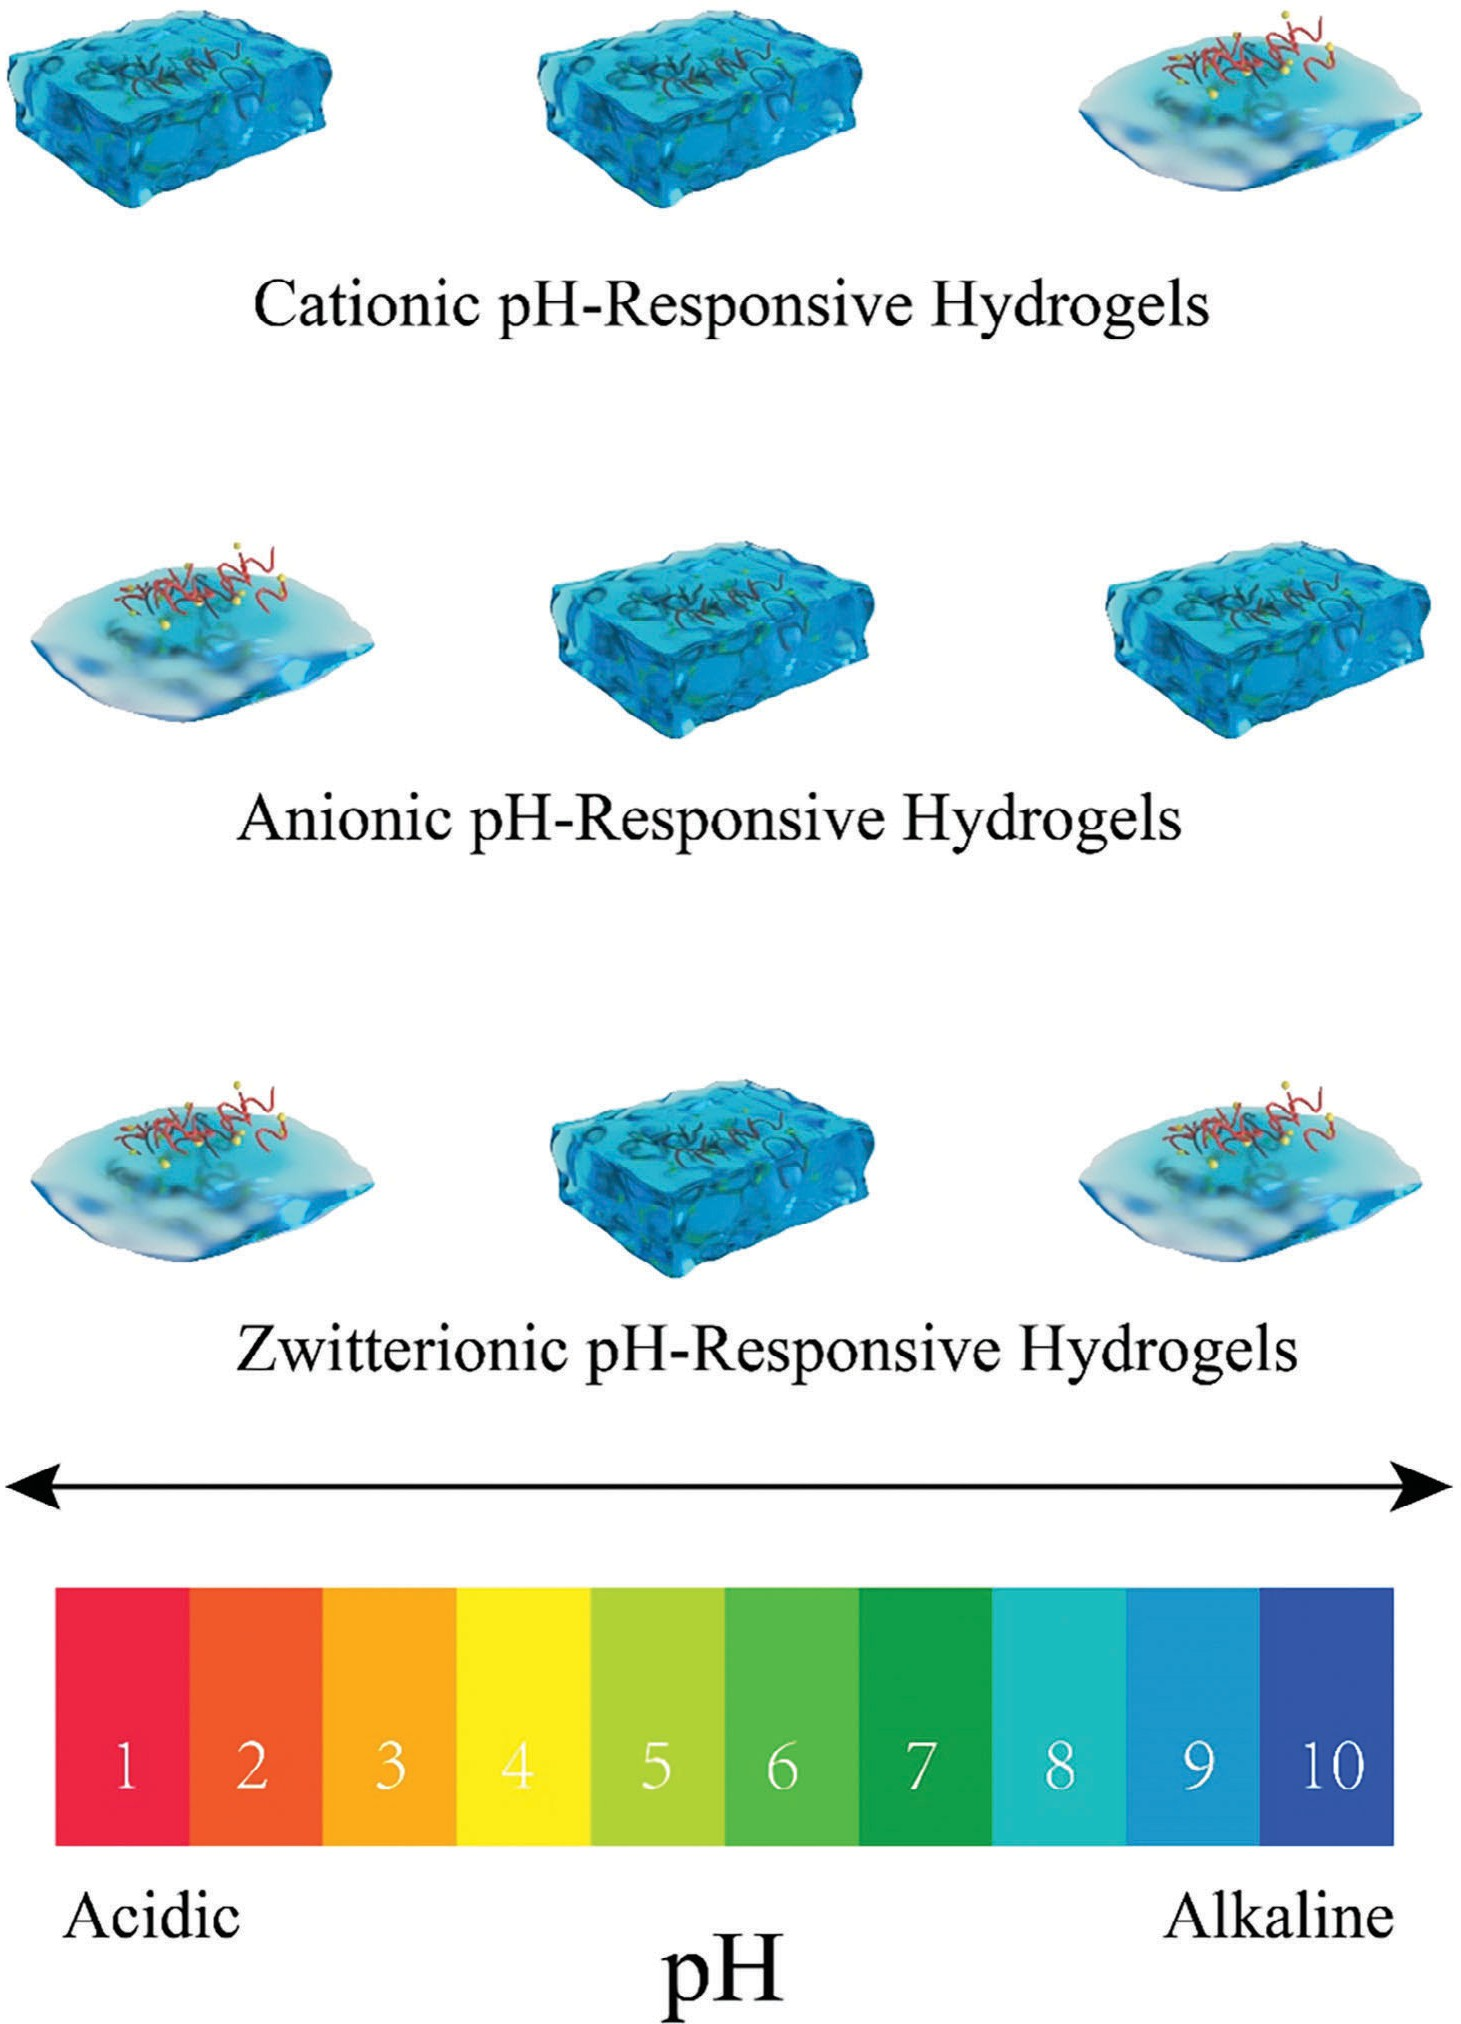 Cationic pH-Responsive Hydrogels
Anionic pH-Responsive Hydrogels
Zwitterionic pH-Responsive Hydrogels
1 2 3 4 5 6 7 8 9 10
Acidic Alkaline
pH